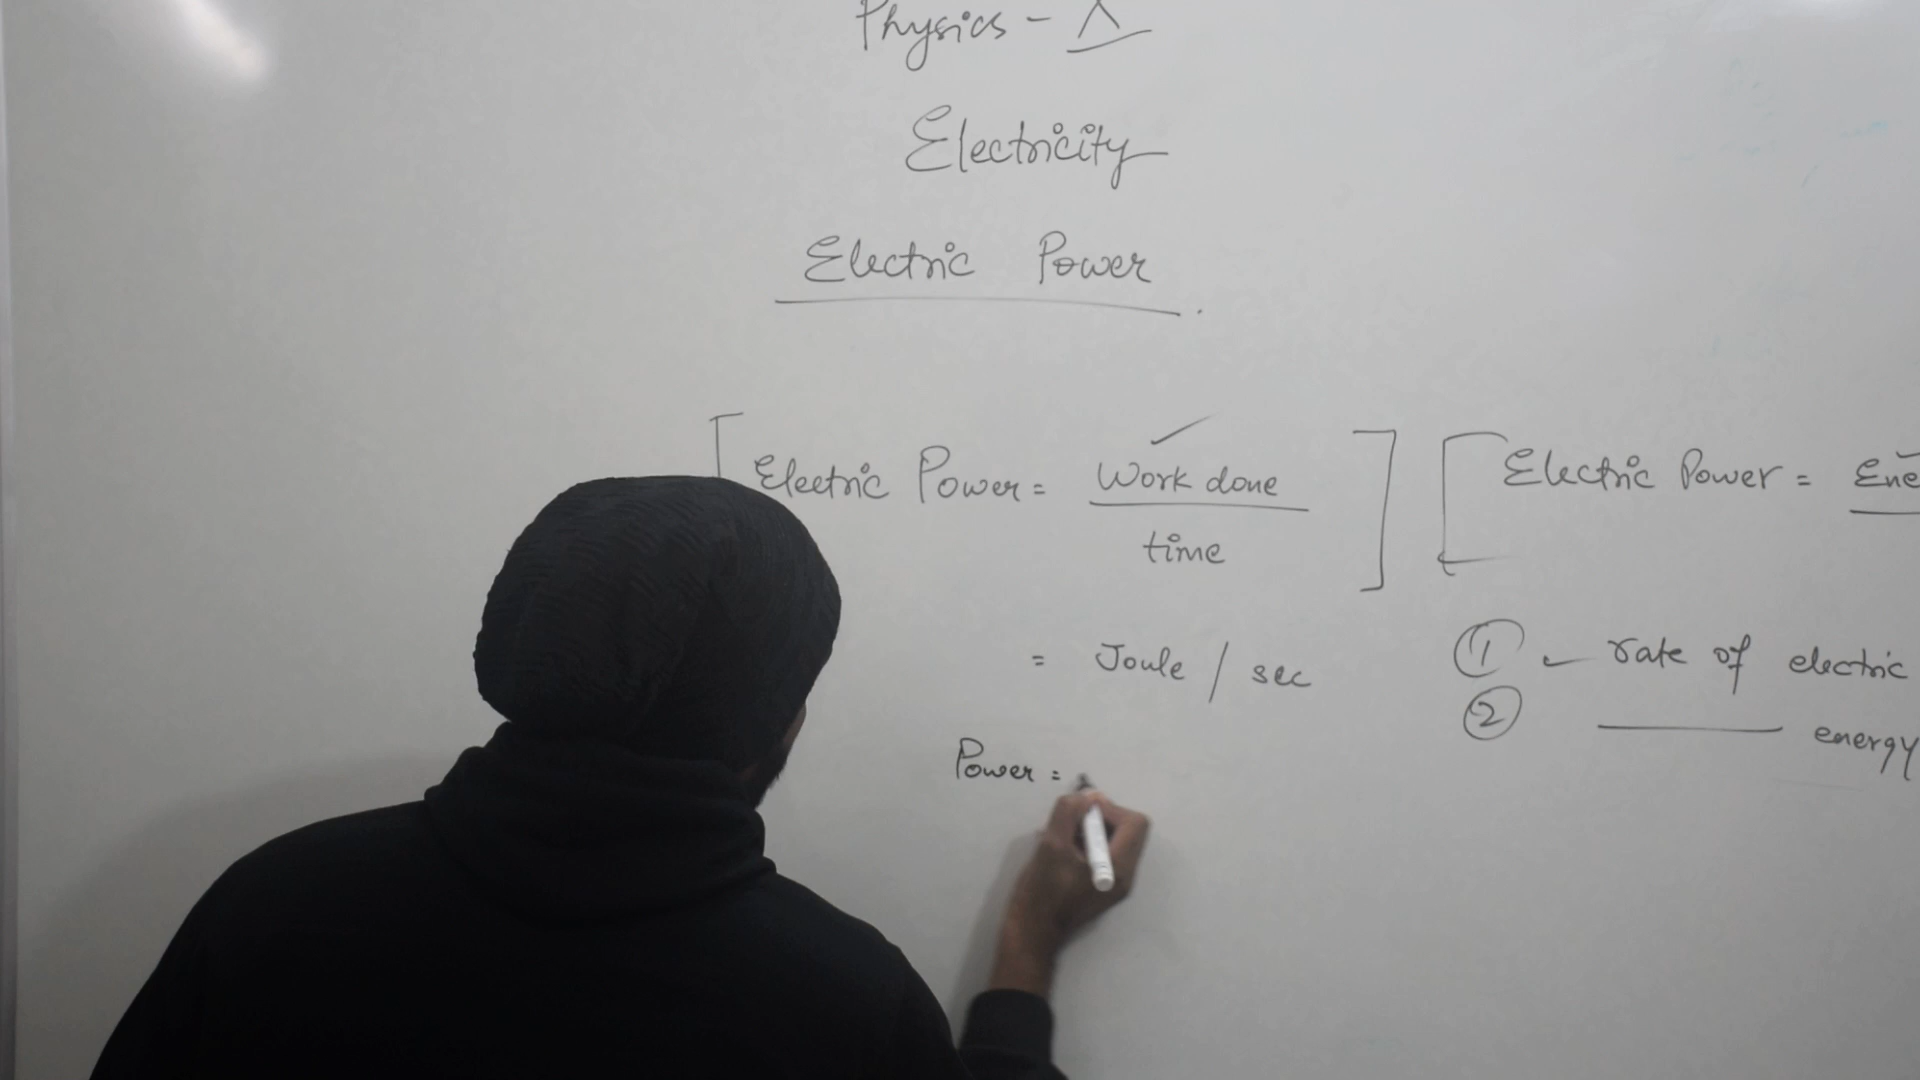 Physics - X
Electricity
Electric Power
Electric Power = Work done / time
Electric Power = Ene
= Joule / sec
① ✓ rate of electric
② ——— energy
Power =